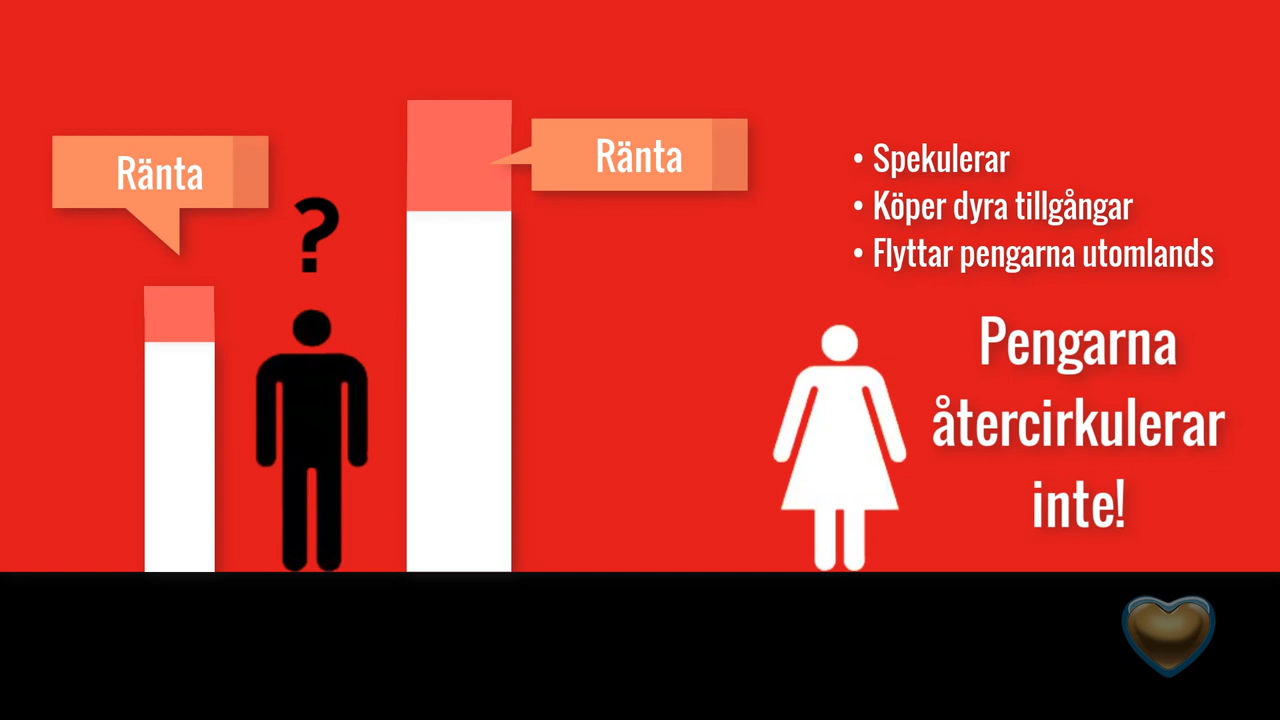 Ränta
Ränta
?
• Spekulerar
• Köper dyra tillgångar
• Flyttar pengarna utomlands
Pengarna
återcirkulerar
inte!